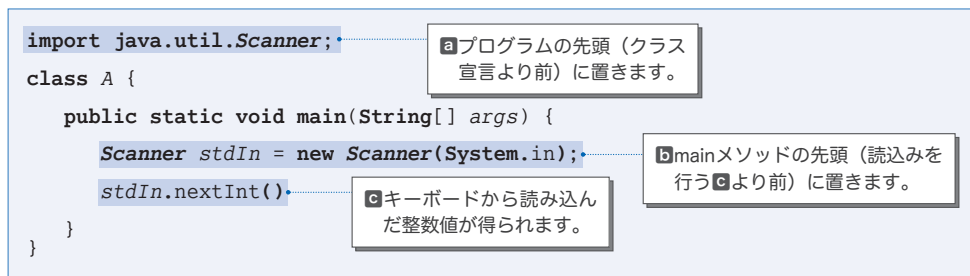 import java.util.Scanner;
aプログラムの先頭（クラス
宣言より前）に置きます。
class A {
public static void main(String[] args) {
Scanner stdIn = new Scanner(System.in);
bmainメソッドの先頭（読込みを
行うcより前）に置きます。
stdIn.nextInt()
cキーボードから読み込ん
だ整数値が得られます。
}
}